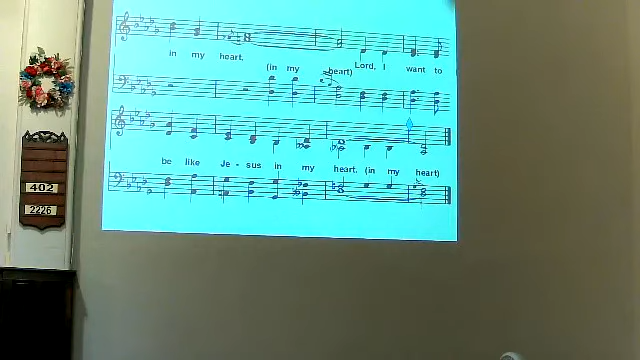 in my heart, (in my heart) Lord, I want to
be like Je - sus in my heart. (in my heart)
402
2226